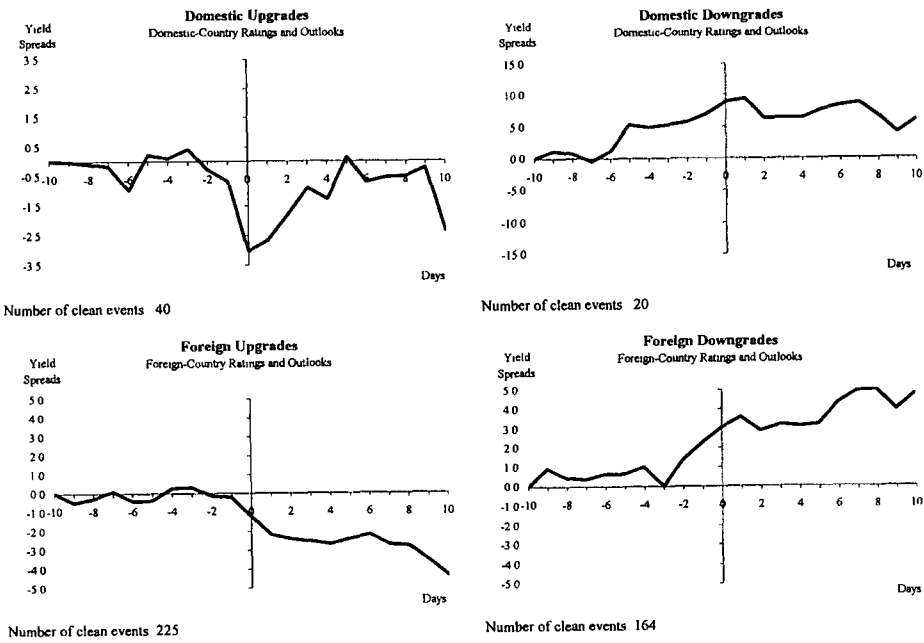 Domestic Upgrades
Domestic-Country Ratings and Outlooks
Yield
Spreads
3 5
2 5
1 5
0 5
-0.5
-1 5
-2 5
-3 5
-10 -8 -6 -4 -2 0 2 4 6 8 10
Days
Number of clean events 40
Domestic Downgrades
Domestic-Country Ratings and Outlooks
Yield
Spreads
15 0
10 0
5 0
0 0
-5 0
-10 0
-15 0
-10 -8 -6 -4 -2 0 2 4 6 8 10
Days
Number of clean events 20
Foreign Upgrades
Foreign-Country Ratings and Outlooks
Yield
Spreads
5 0
4 0
3 0
2 0
1 0
0 0
-1 0
-2 0
-3 0
-4 0
-5 0
-10 -8 -6 -4 -2 0 2 4 6 8 10
Days
Number of clean events 225
Foreign Downgrades
Foreign-Country Ratings and Outlooks
Yield
Spreads
5 0
4 0
3 0
2 0
1 0
0 0
-1 0
-2 0
-3 0
-4 0
-5 0
-10 -8 -6 -4 -2 0 2 4 6 8 10
Days
Number of clean events 164